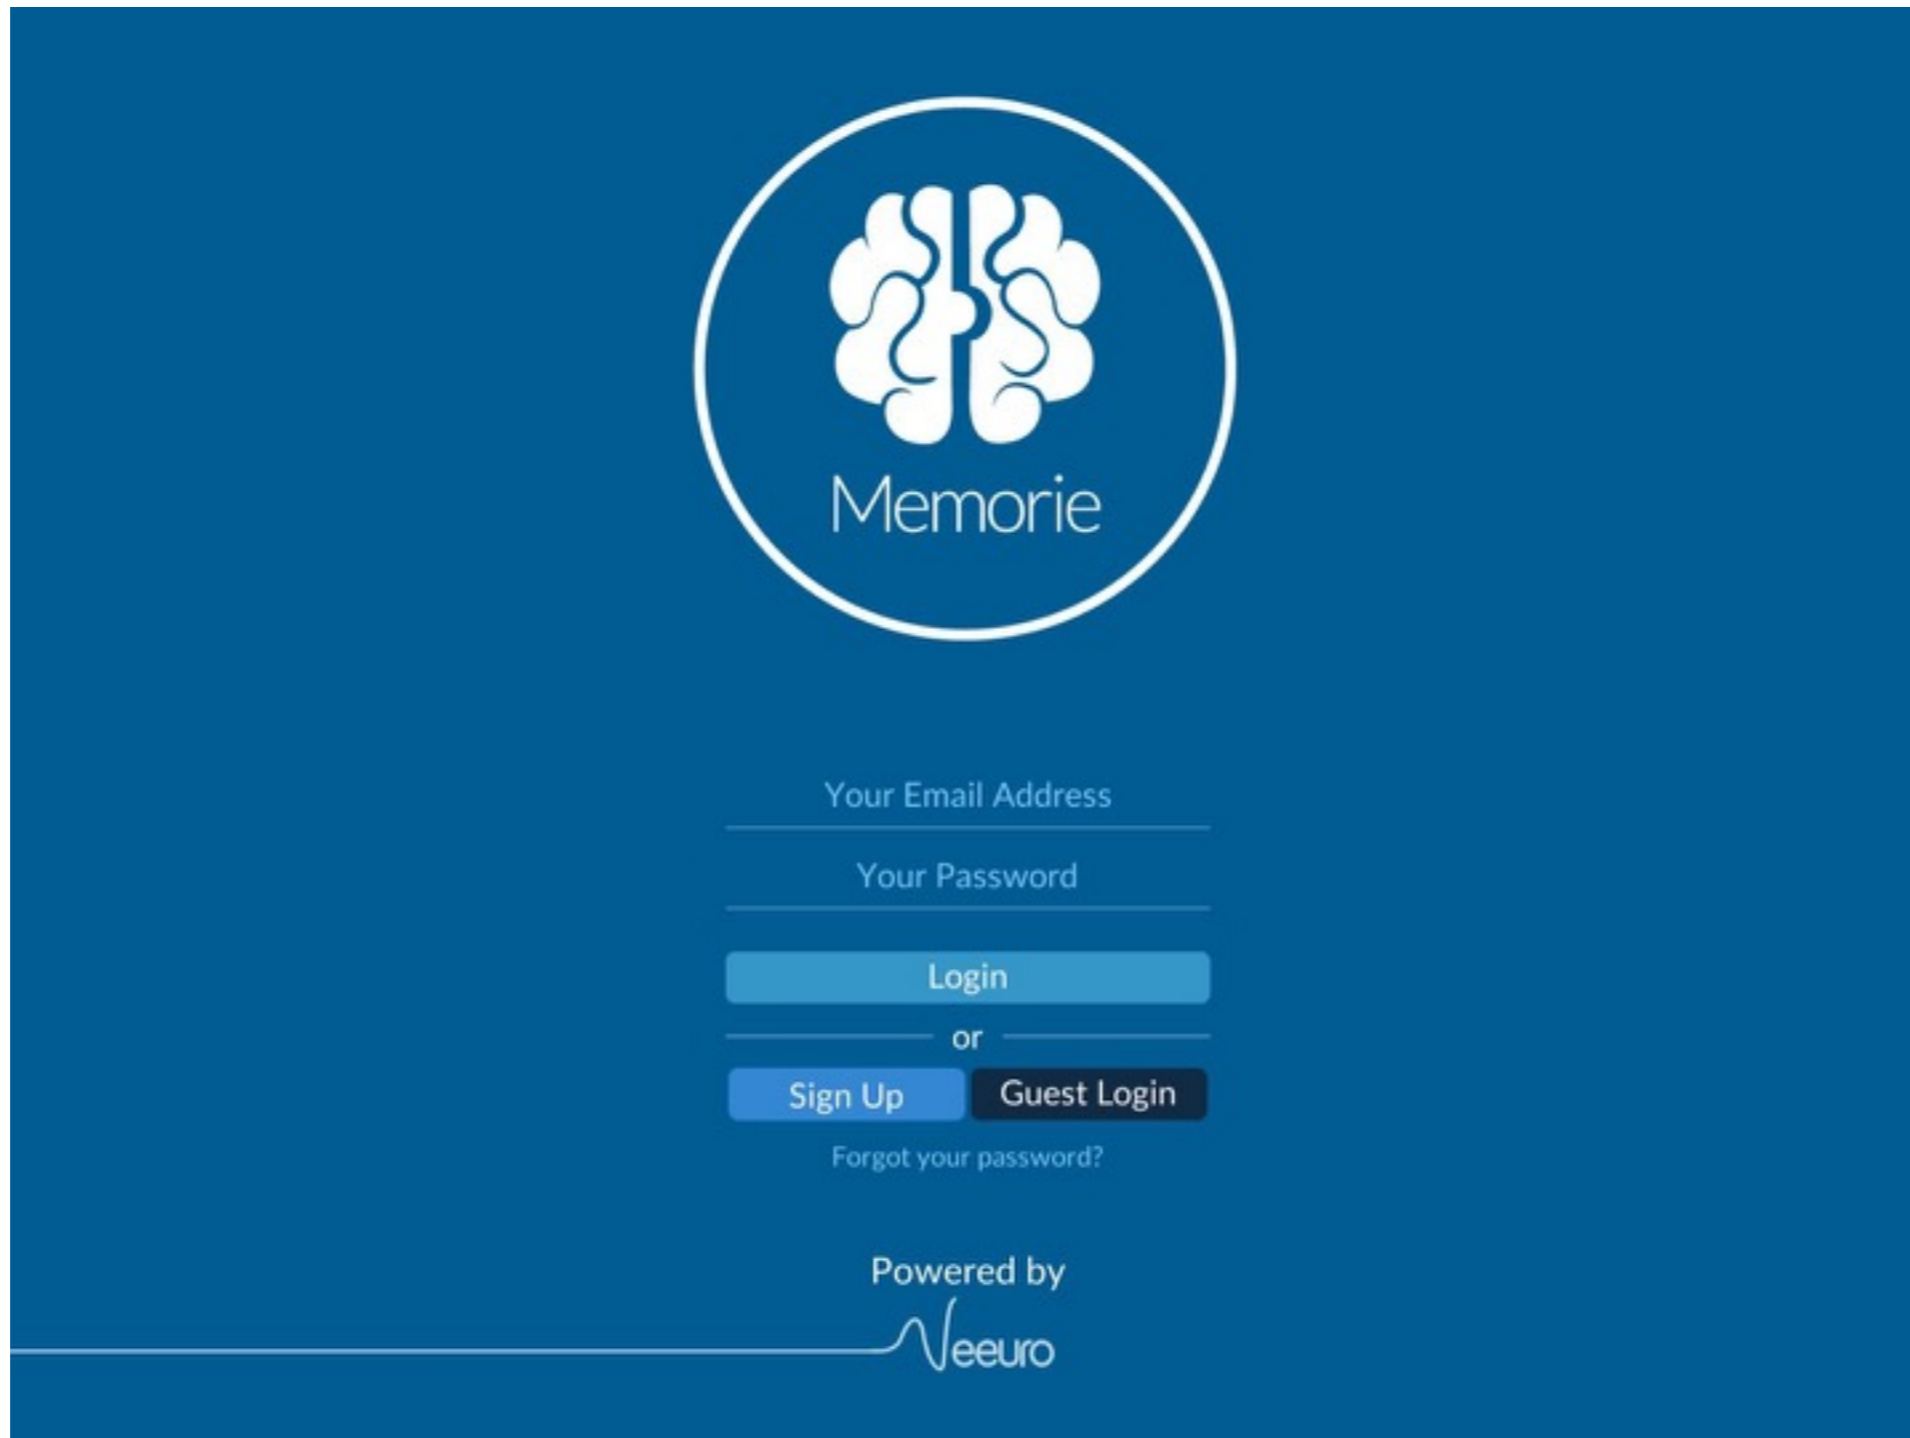 Memorie
Your Email Address
Your Password
Login
or
Sign Up Guest Login
Forgot your password?
Powered by
Neeuro